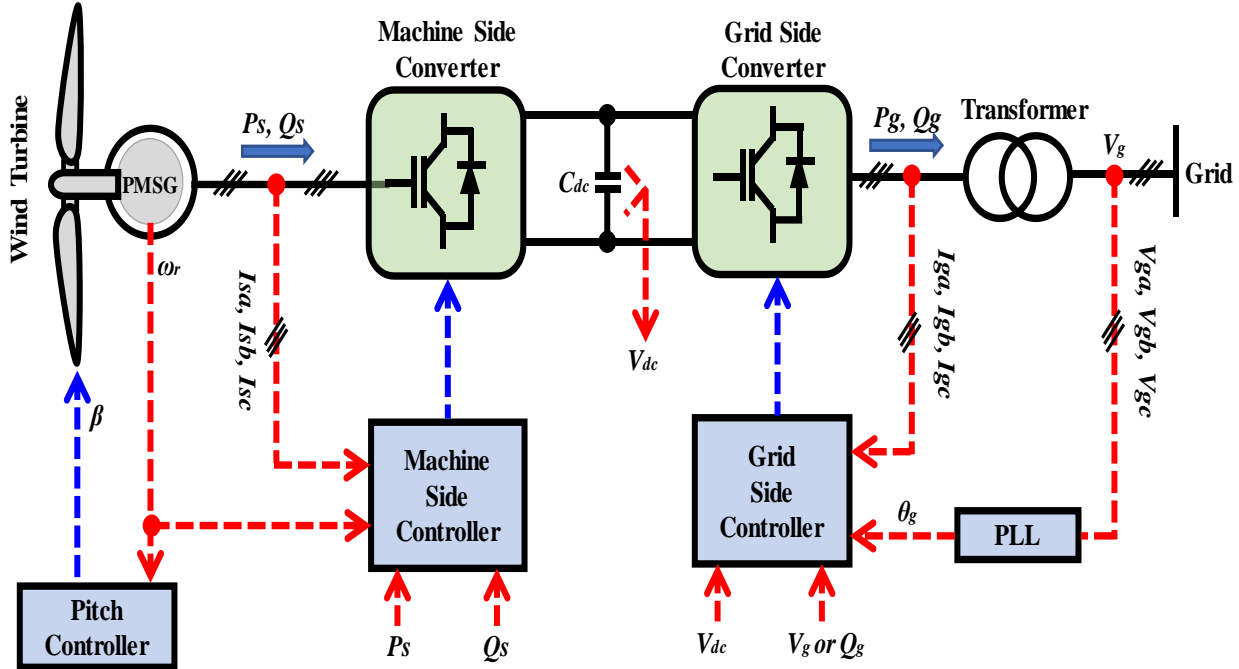 Machine Side
Converter
Grid Side
Converter
Wind Turbine
PMSG
Ps, Qs
Cdc
Pg, Qg
Transformer
Vg
Grid
ωr
Isa, Isb, Isc
Vdc
Iga, Igb, Igc
Vga, Vgb, Vgc
β
Machine
Side
Controller
Grid
Side
Controller
θg
PLL
Pitch
Controller
Ps
Qs
Vdc
Vg or Qg